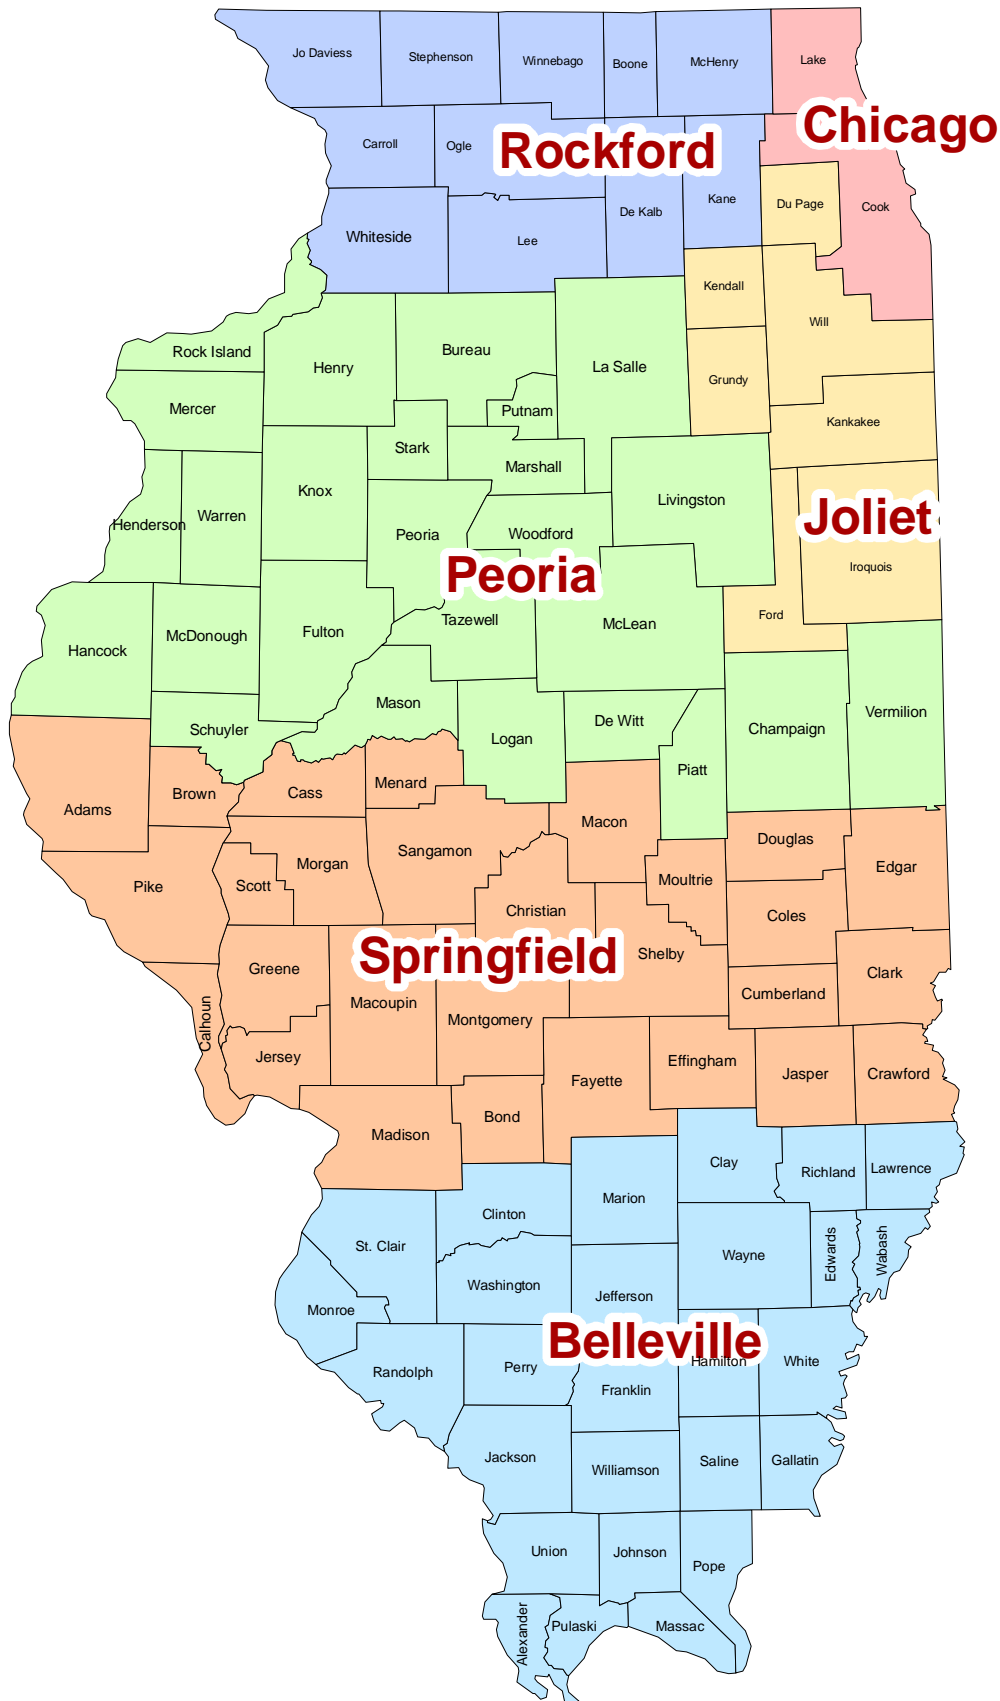 Jo Daviess
Stephenson
Winnebago
Boone
McHenry
Lake
Chicago
Carroll
Ogle
Rockford
Kane
Du Page
Cook
De Kalb
Whiteside
Lee
Kendall
Will
Rock Island
Henry
Bureau
La Salle
Grundy
Mercer
Putnam
Kankakee
Stark
Marshall
Knox
Livingston
Henderson
Warren
Peoria
Woodford
Joliet
Iroquois
Peoria
Tazewell
McLean
Ford
Hancock
McDonough
Fulton
Schuyler
Mason
Logan
De Witt
Champaign
Vermilion
Piatt
Adams
Brown
Cass
Menard
Macon
Douglas
Sangamon
Edgar
Pike
Scott
Morgan
Moultrie
Christian
Coles
Springfield
Shelby
Greene
Clark
Macoupin
Cumberland
Calhoun
Montgomery
Jersey
Effingham
Fayette
Jasper
Crawford
Bond
Madison
Clay
Richland
Lawrence
Marion
Clinton
St. Clair
Wayne
Edwards
Wabash
Washington
Jefferson
Monroe
Belleville
Hamilton
White
Randolph
Perry
Franklin
Jackson
Williamson
Saline
Gallatin
Union
Johnson
Pope
Alexander
Pulaski
Massac